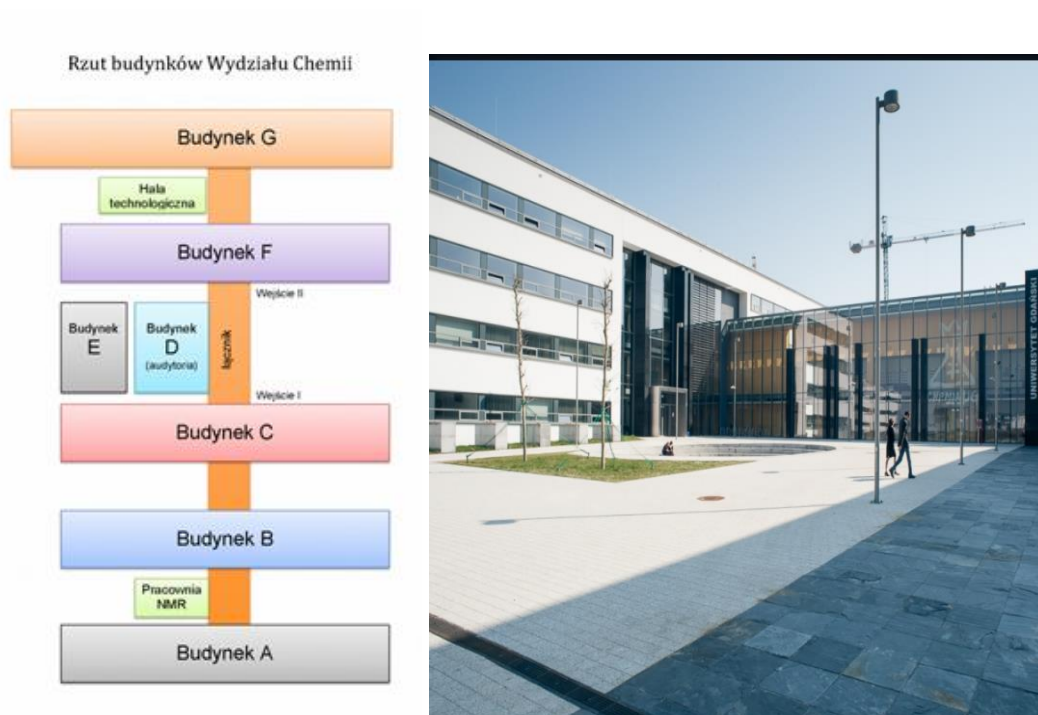 Rzut budynków Wydziału Chemii
Budynek G
Hala
technologiczna
Budynek F
Wejście II
Budynek
E
Budynek
D
(audytoria)
łącznik
Wejście I
Budynek C
Budynek B
Pracownia
NMR
Budynek A
UNIWERSYTET GDAŃSKI